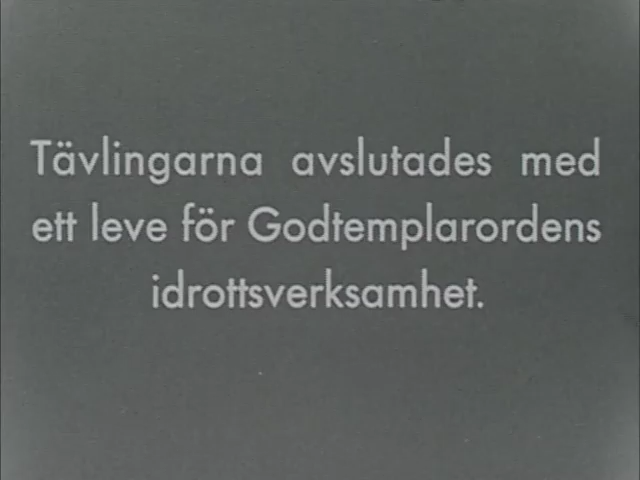 Tävlingarna avslutades med
ett leve för Godtemplarordens
idrottsverksamhet.